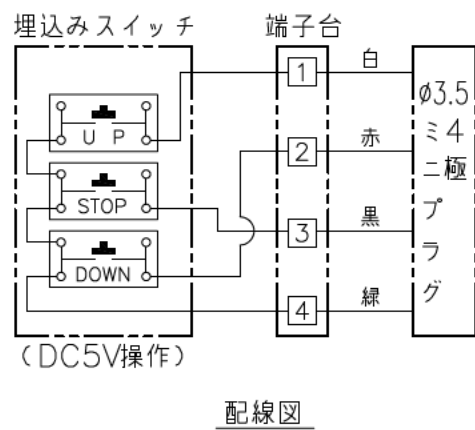 埋込みスイッチ
端子台
UP
STOP
DOWN
(DC5V操作)
1
2
3
4
白
赤
黒
緑
φ3.5
ミニ4極プラグ
配線図